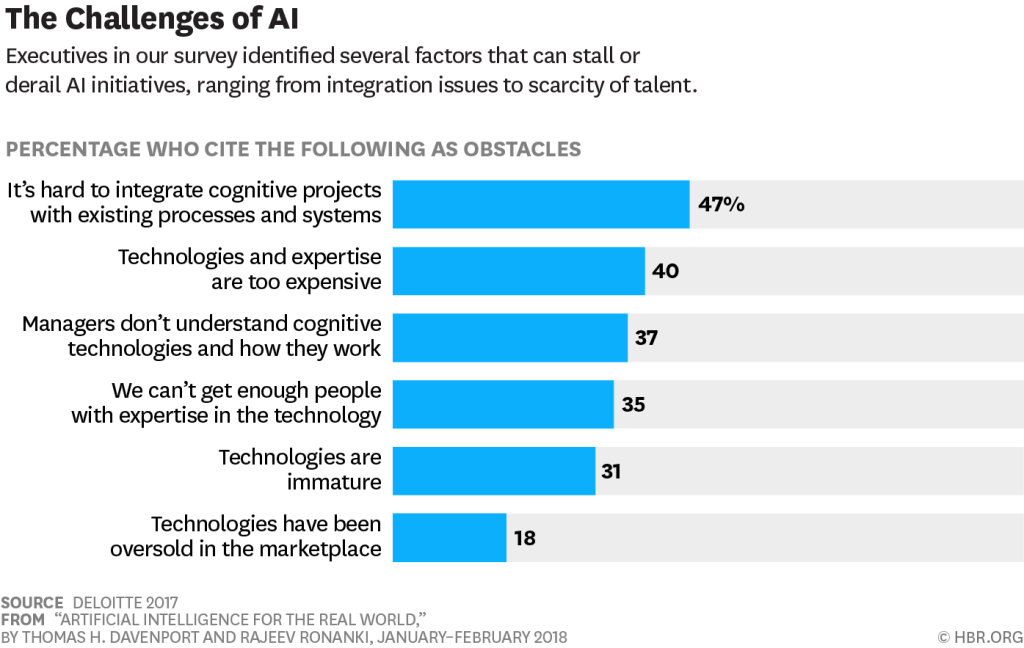 The Challenges of AI
Executives in our survey identified several factors that can stall or
derail AI initiatives, ranging from integration issues to scarcity of talent.
PERCENTAGE WHO CITE THE FOLLOWING AS OBSTACLES
It’s hard to integrate cognitive projects
with existing processes and systems
47%
Technologies and expertise
are too expensive
40
Managers don’t understand cognitive
technologies and how they work
37
We can’t get enough people
with expertise in the technology
35
Technologies are
immature
31
Technologies have been
oversold in the marketplace
18
SOURCE DELOITTE 2017
FROM “ARTIFICIAL INTELLIGENCE FOR THE REAL WORLD,”
BY THOMAS H. DAVENPORT AND RAJEEV RONANKI, JANUARY–FEBRUARY 2018
© HBR.ORG